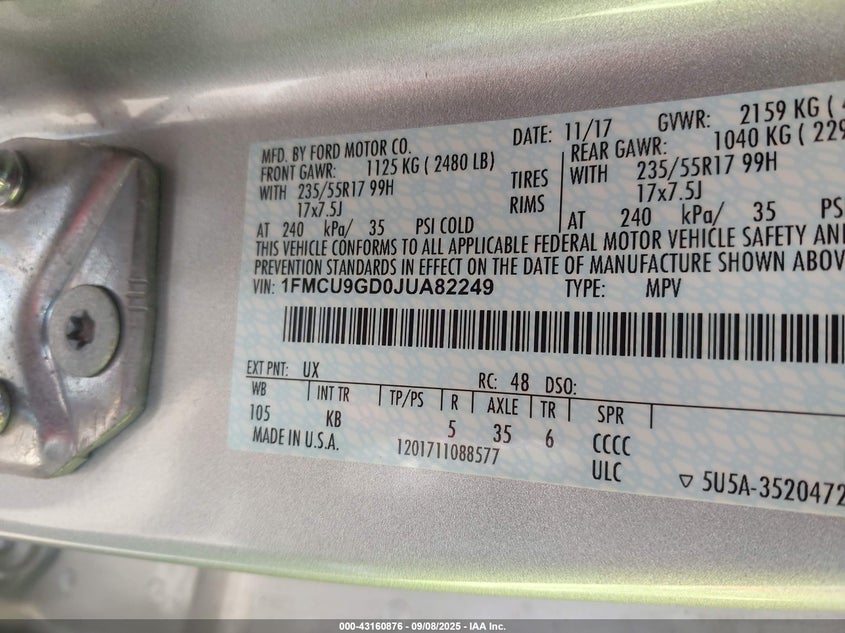 MFD. BY FORD MOTOR CO.
DATE: 11/17 GVWR: 2159 KG (
FRONT GAWR: 1125 KG ( 2480 LB)
REAR GAWR: 1040 KG (
WITH 235/55R17 99H TIRES WITH 235/55R17 99H
17x7.5J RIMS 17x7.5J
AT 240 kPa/ 35 PSI COLD AT 240 kPa/ 35
THIS VEHICLE CONFORMS TO ALL APPLICABLE FEDERAL MOTOR VEHICLE SAFETY
PREVENTION STANDARDS IN EFFECT ON THE DATE OF MANUFACTURE SHOWN
VIN: 1FMCU9GD0JUA82249 TYPE: MPV
EXT PNT: UX RC: 48 DSO:
WB INT TR TP/PS R AXLE TR SPR
105 KB 5 35 6 CCCC
MADE IN U.S.A. 1201711088577 ULC
5U5A-3520472
000-43160876 - 09/08/2025 - IAA Inc.